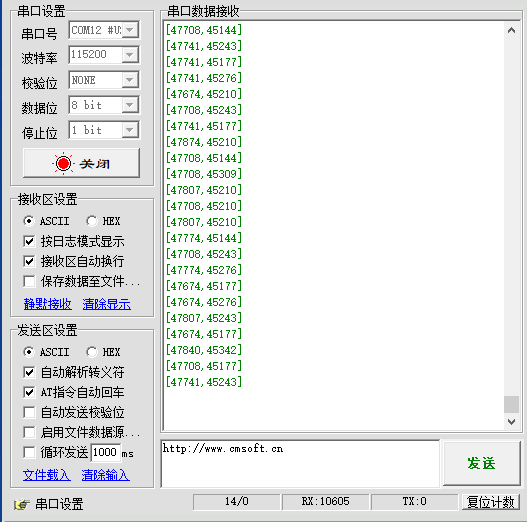 串口设置
串口号 COM12 #US
波特率 115200
校验位 NONE
数据位 8 bit
停止位 1 bit
关闭
接收区设置
ASCII HEX
按日志模式显示
接收区自动换行
保存数据至文件...
静默接收 清除显示
发送区设置
ASCII HEX
自动解析转义符
AT指令自动回车
自动发送校验位
启用文件数据源...
循环发送 1000 ms
文件载入 清除输入
串口数据接收
[47708,45144]
[47741,45243]
[47741,45177]
[47741,45276]
[47674,45210]
[47708,45243]
[47741,45177]
[47874,45210]
[47708,45144]
[47708,45309]
[47807,45210]
[47708,45210]
[47807,45210]
[47774,45144]
[47708,45243]
[47774,45276]
[47674,45177]
[47674,45276]
[47807,45243]
[47674,45177]
[47840,45342]
[47708,45177]
[47741,45243]
http://www.cmsoft.cn
发送
串口设置 14/0 RX:10605 TX:0 复位计数